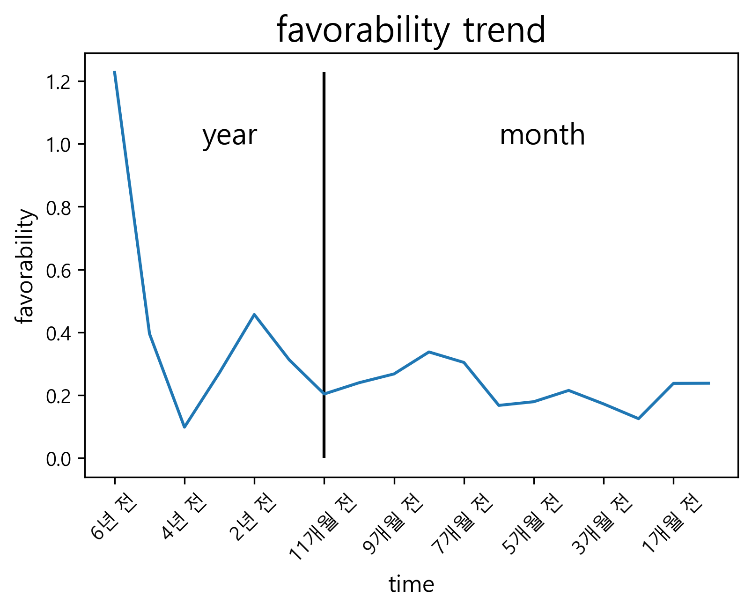 favorability trend
1.2
1.0
0.8
0.6
0.4
0.2
0.0
favorability
year
month
6년 전
4년 전
2년 전
11개월 전
9개월 전
7개월 전
5개월 전
3개월 전
1개월 전
time